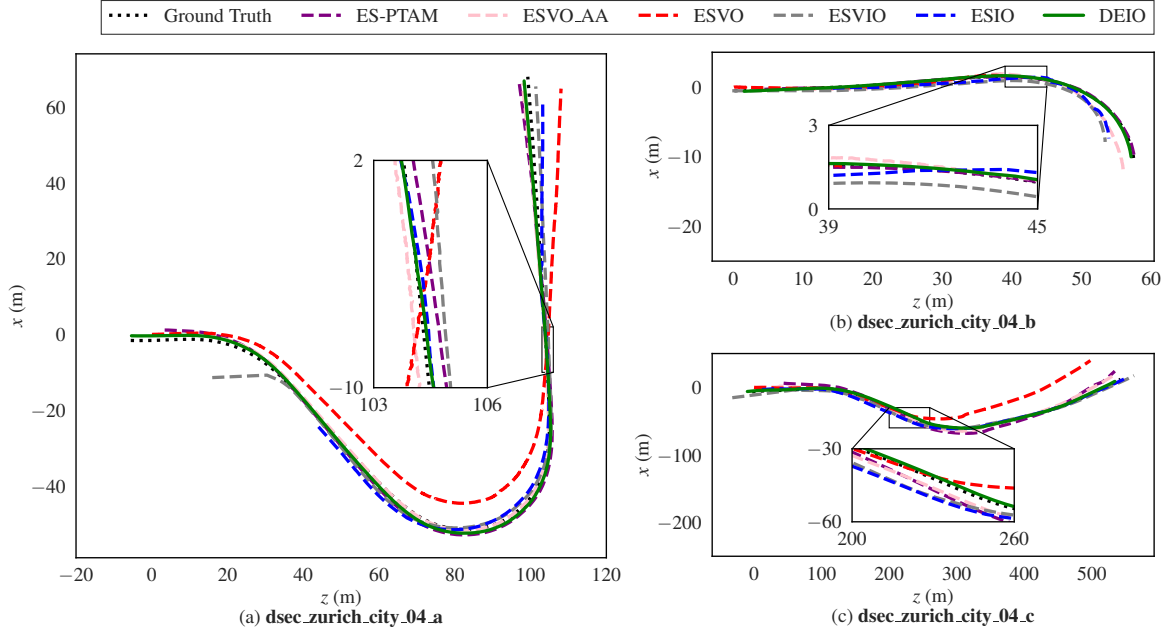 Ground Truth ES-PTAM ESVO_AA ESVO ESVIO ESIO DEIO
60
40
20
0
−20
−40
x (m)
2
−10
103 106
−20 0 20 40 60 80 100 120
z (m)
(a) dsec_zurich_city_04_a
0
−10
−20
x (m)
3
0
39 45
0 10 20 30 40 50 60
z (m)
(b) dsec_zurich_city_04_b
0
−100
−200
x (m)
−30
−60
200 260
0 100 200 300 400 500
z (m)
(c) dsec_zurich_city_04_c